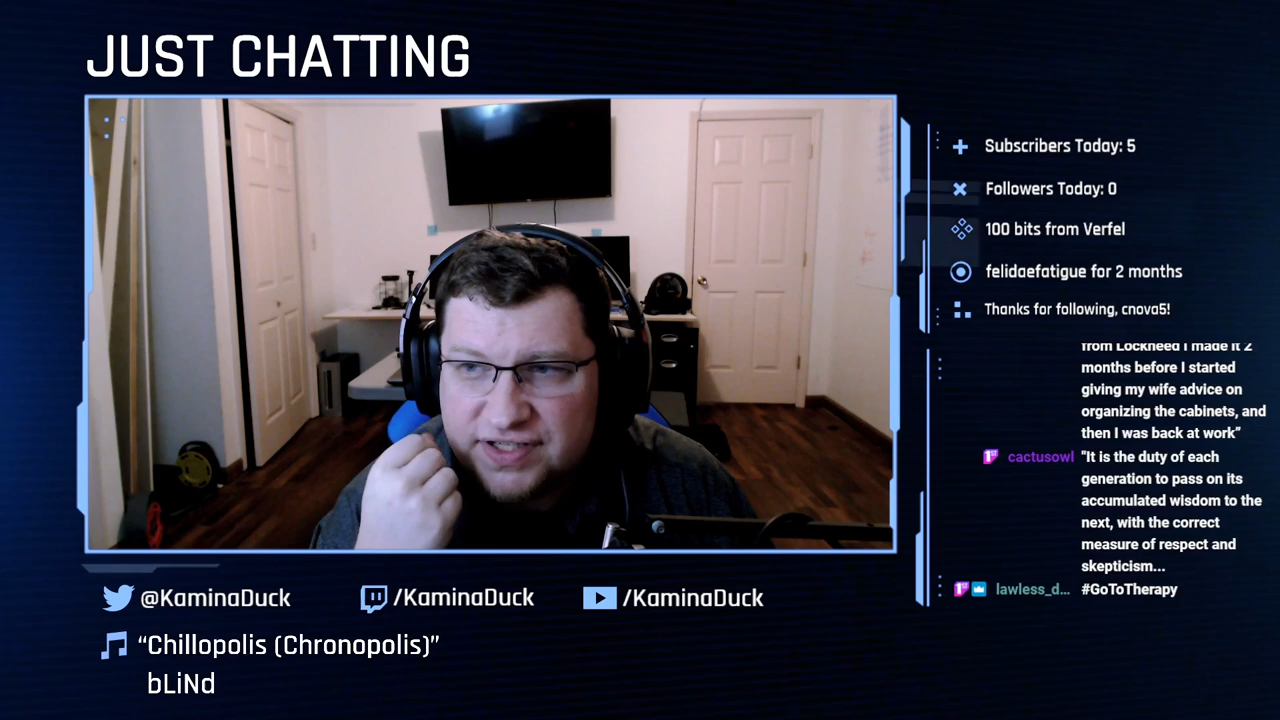 JUST CHATTING
+ Subscribers Today: 5
Followers Today: 0
100 bits from Verfel
felidaefatigue for 2 months
Thanks for following, cnova5!
from Lockheed I made it 2
months before I started
giving my wife advice on
organizing the cabinets, and
then I was back at work”
cactusowl “It is the duty of each
generation to pass on its
accumulated wisdom to the
next, with the correct
measure of respect and
skepticism...
lawless_d... #GoToTherapy
@KaminaDuck /KaminaDuck /KaminaDuck
“Chillopolis (Chronopolis)”
bLiNd